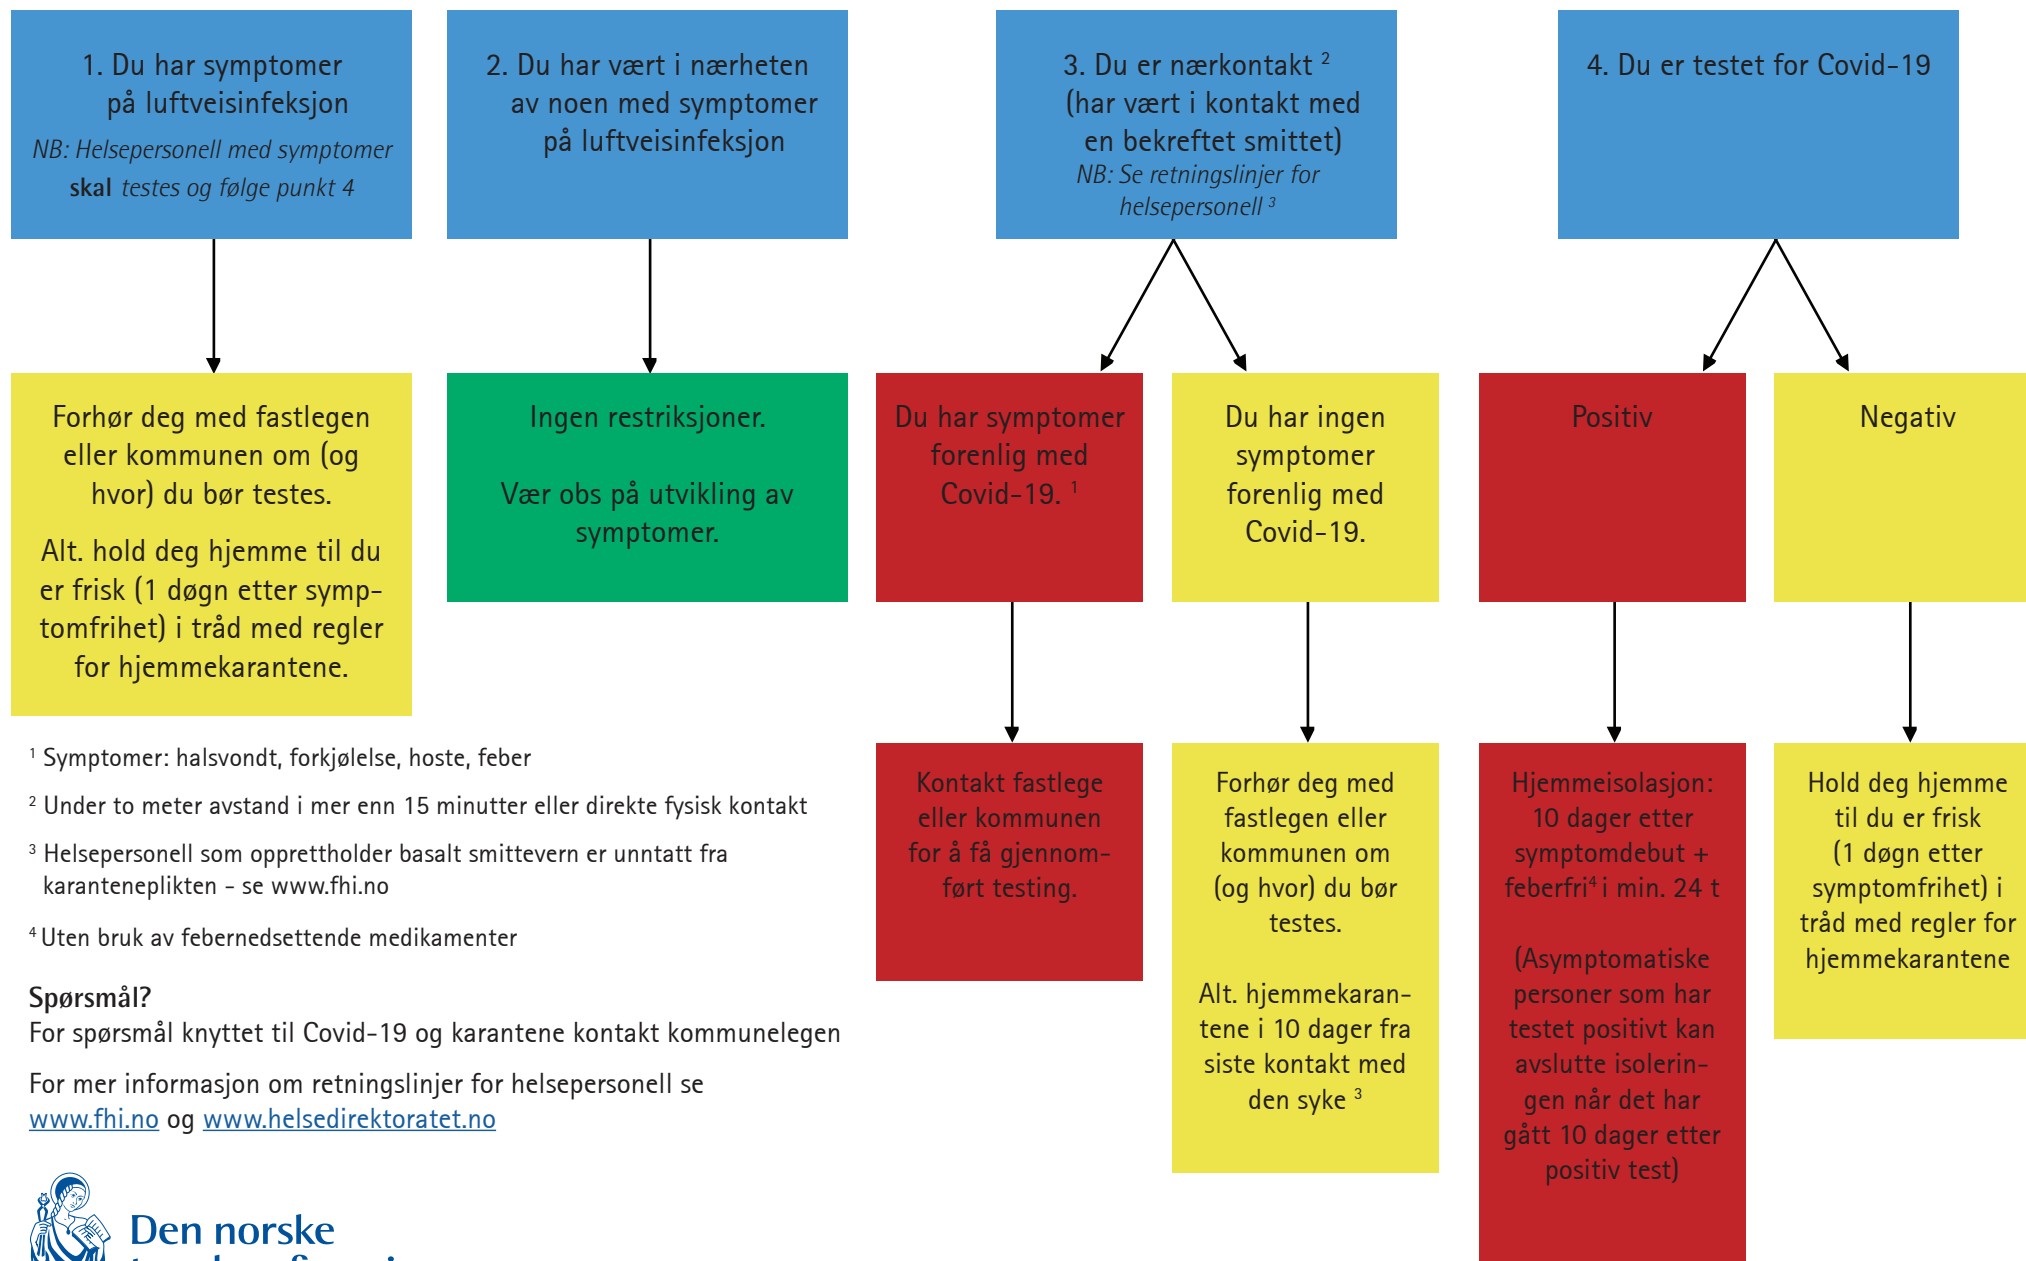 1. Du har symptomer
på luftveisinfeksjon
NB: Helsepersonell med symptomer
skal testes og følge punkt 4
2. Du har vært i nærheten
av noen med symptomer
på luftveisinfeksjon
3. Du er nærkontakt ²
(har vært i kontakt med
en bekreftet smittet)
NB: Se retningslinjer for
helsepersonell ³
4. Du er testet for Covid-19
Forhør deg med fastlegen
eller kommunen om (og
hvor) du bør testes.
Alt. hold deg hjemme til du
er frisk (1 døgn etter symp-
tomfrihet) i tråd med regler
for hjemmekarantene.
Ingen restriksjoner.
Vær obs på utvikling av
symptomer.
Du har symptomer
forenlig med
Covid-19. ¹
Du har ingen
symptomer
forenlig med
Covid-19.
Positiv
Negativ
Kontakt fastlege
eller kommunen
for å få gjennom-
ført testing.
Forhør deg med
fastlegen eller
kommunen om
(og hvor) du bør
testes.
Alt. hjemmekaran-
tene i 10 dager fra
siste kontakt med
den syke ³
Hjemmeisolasjon:
10 dager etter
symptomdebut +
feberfri⁴ i min. 24 t
(Asymptomatiske
personer som har
testet positivt kan
avslutte isolerin-
gen når det har
gått 10 dager etter
positiv test)
Hold deg hjemme
til du er frisk
(1 døgn etter
symptomfrihet) i
tråd med regler for
hjemmekarantene
¹ Symptomer: halsvondt, forkjølelse, hoste, feber
² Under to meter avstand i mer enn 15 minutter eller direkte fysisk kontakt
³ Helsepersonell som opprettholder basalt smittevern er unntatt fra
karanteneplikten - se www.fhi.no
⁴ Uten bruk av febernedsettende medikamenter
Spørsmål?
For spørsmål knyttet til Covid-19 og karantene kontakt kommunelegen
For mer informasjon om retningslinjer for helsepersonell se
www.fhi.no og www.helsedirektoratet.no
Den norske